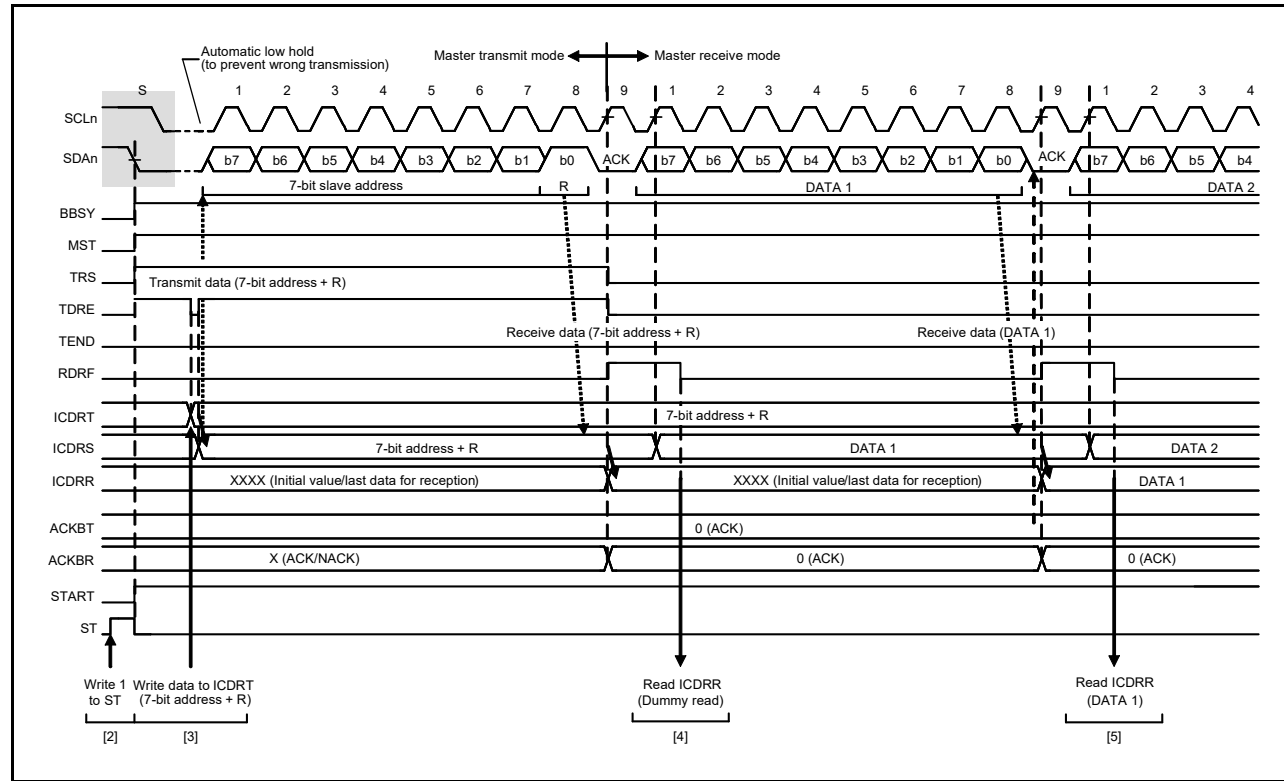 Automatic low hold
(to prevent wrong transmission)
Master transmit mode Master receive mode
S 1 2 3 4 5 6 7 8 9 1 2 3 4 5 6 7 8 9 1 2 3 4
SCLn
SDAn b7 b6 b5 b4 b3 b2 b1 b0 ACK b7 b6 b5 b4 b3 b2 b1 b0 ACK b7 b6 b5 b4
7-bit slave address R DATA 1 DATA 2
BBSY
MST
TRS
Transmit data (7-bit address + R)
TDRE
Receive data (7-bit address + R) Receive data (DATA 1)
TEND
RDRF
ICDRT 7-bit address + R
ICDRS 7-bit address + R DATA 1 DATA 2
ICDRR XXXX (Initial value/last data for reception) XXXX (Initial value/last data for reception) DATA 1
ACKBT 0 (ACK)
ACKBR X (ACK/NACK) 0 (ACK) 0 (ACK)
START
ST
Write 1 Write data to ICDRT Read ICDRR Read ICDRR
to ST (7-bit address + R) (Dummy read) (DATA 1)
[2] [3] [4] [5]